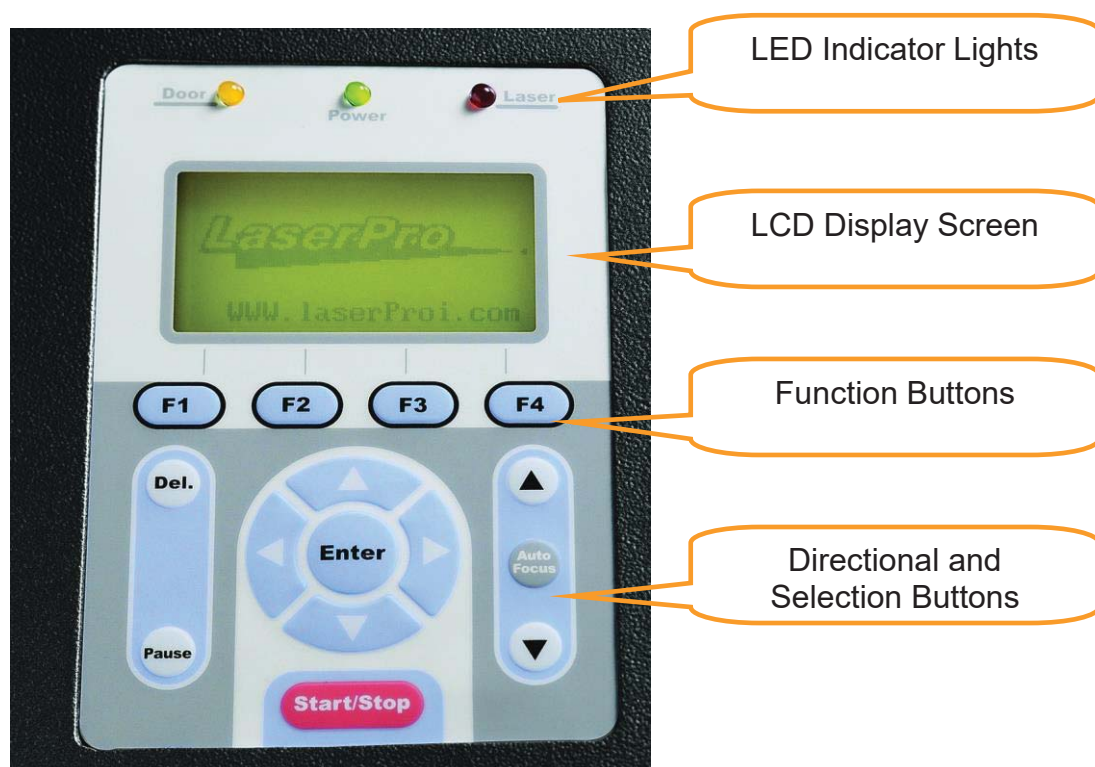 LED Indicator Lights
Door
Power
Laser
LCD Display Screen
LaserPro
WWW.laserProi.com
Function Buttons
F1 F2 F3 F4
Del.
Enter
Auto
Focus
Directional and
Selection Buttons
Pause
Start/Stop